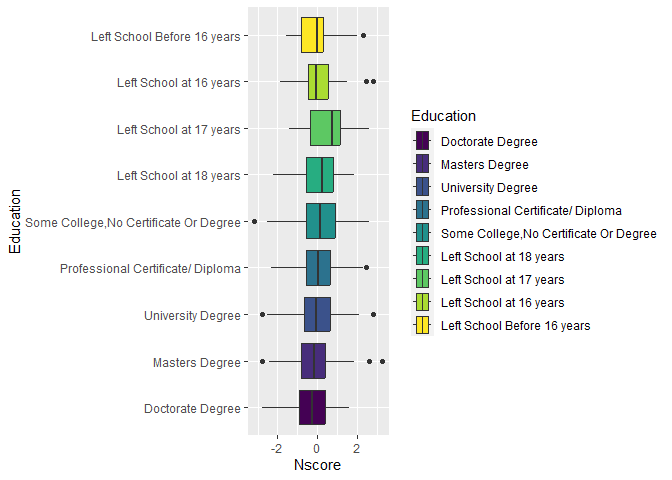 Left School Before 16 years
Left School at 16 years
Left School at 17 years
Left School at 18 years
Some College,No Certificate Or Degree
Professional Certificate/ Diploma
University Degree
Masters Degree
Doctorate Degree
Education
-2 0 2
Nscore
Education
Doctorate Degree
Masters Degree
University Degree
Professional Certificate/ Diploma
Some College,No Certificate Or Degree
Left School at 18 years
Left School at 17 years
Left School at 16 years
Left School Before 16 years